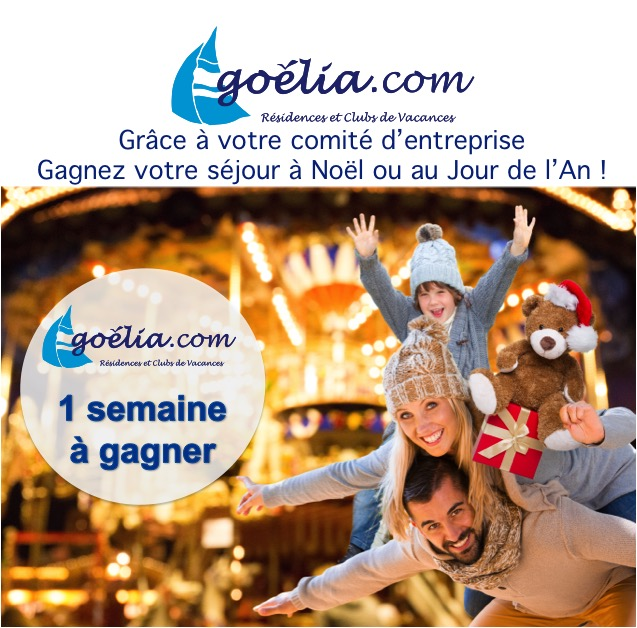 goélia.com
Résidences et Clubs de Vacances
Grâce à votre comité d’entreprise
Gagnez votre séjour à Noël ou au Jour de l’An !
goélia.com
Résidences et Clubs de Vacances
1 semaine
à gagner